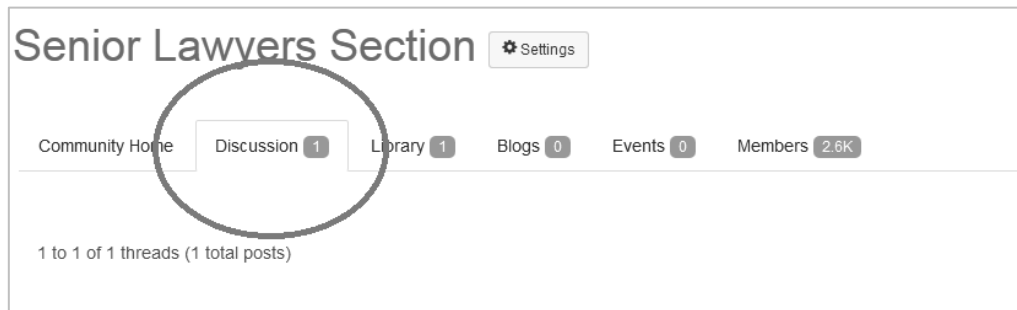 Senior Lawyers Section Settings
Community Home Discussion 1 Library 1 Blogs 0 Events 0 Members 2.6K
1 to 1 of 1 threads (1 total posts)